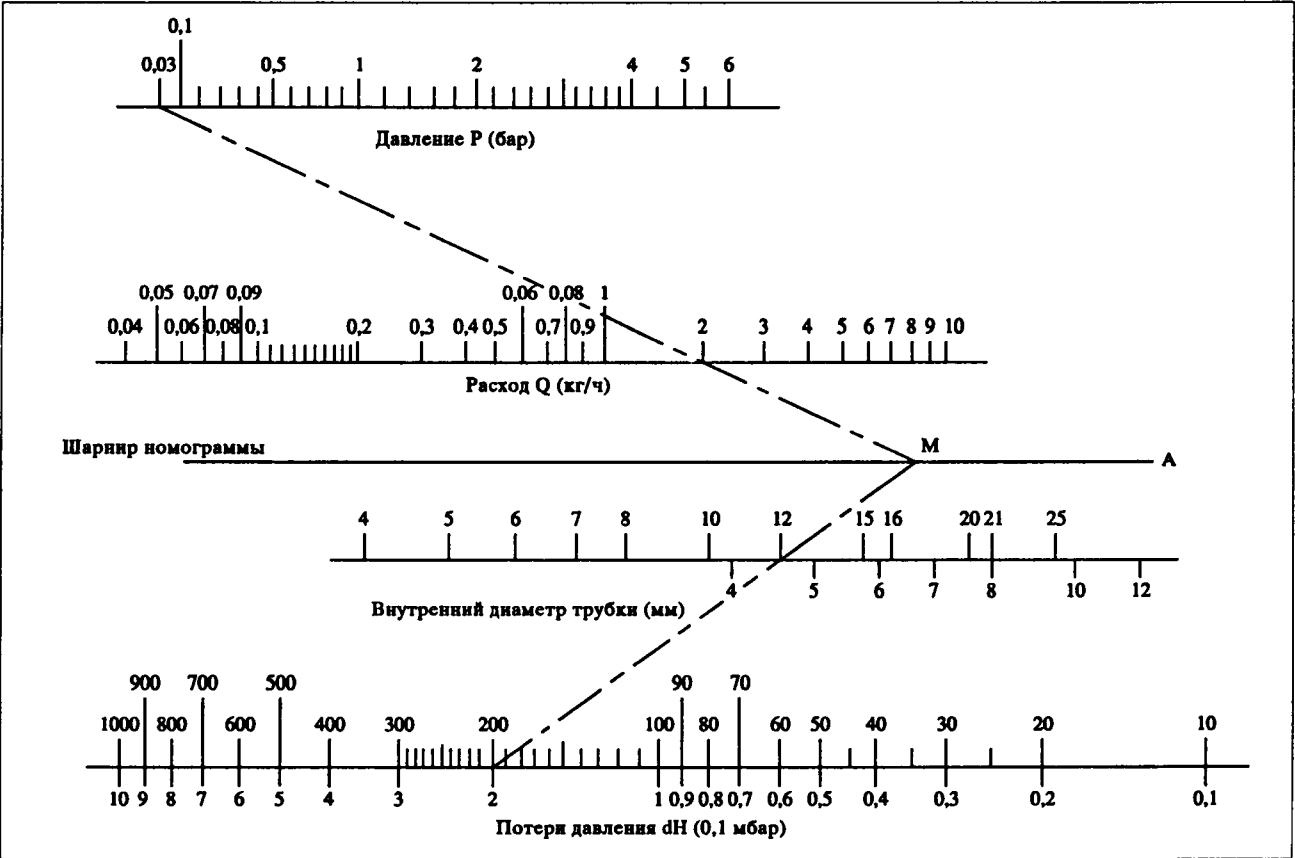 0,1
0,03 0,5 1 2 4 5 6
Давление P (бар)
0,05 0,07 0,09 0,06 0,08 1
0,04 0,06 0,08 0,1 0,2 0,3 0,4 0,5 0,7 0,9 2 3 4 5 6 7 8 9 10
Расход Q (кг/ч)
Шарнир номограммы
M
A
4 5 6 7 8 10 12 15 16 20 21 25
4 5 6 7 8 10 12
Внутренний диаметр трубки (мм)
900 700 500 90 70
1000 800 600 400 300 200 100 80 60 50 40 30 20 10
10 9 8 7 6 5 4 3 2 1 0,9 0,8 0,7 0,6 0,5 0,4 0,3 0,2 0,1
Потери давления dH (0,1 мбар)